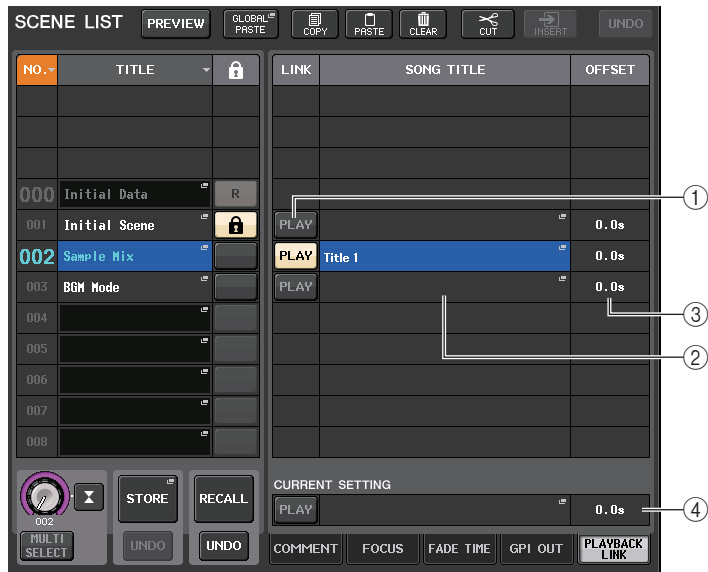 SCENE LIST PREVIEW GLOBAL PASTE COPY PASTE CLEAR CUT INSERT UNDO
NO. TITLE LINK SONG TITLE OFFSET
000 Initial Data R
001 Initial Scene PLAY 0.0s
002 Sample Mix PLAY Title 1 0.0s
003 BGM Mode PLAY 0.0s
004
005
006
007
008
1
3
2
4
002
MULTI SELECT
STORE
UNDO
RECALL
UNDO
CURRENT SETTING
PLAY 0.0s
COMMENT FOCUS FADE TIME GPI OUT PLAYBACK LINK